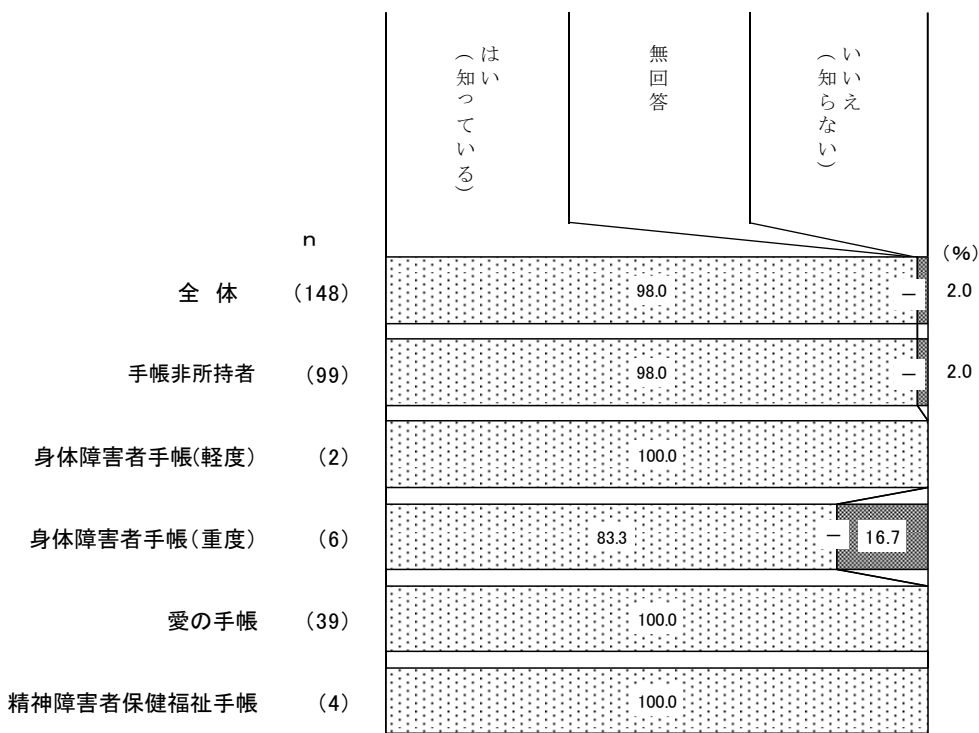 はい
（知っている）
無回答
いいえ
（知らない）
n
(%)
全 体 (148) 98.0 － 2.0
手帳非所持者 (99) 98.0 － 2.0
身体障害者手帳(軽度) (2) 100.0
身体障害者手帳(重度) (6) 83.3 － 16.7
愛の手帳 (39) 100.0
精神障害者保健福祉手帳 (4) 100.0